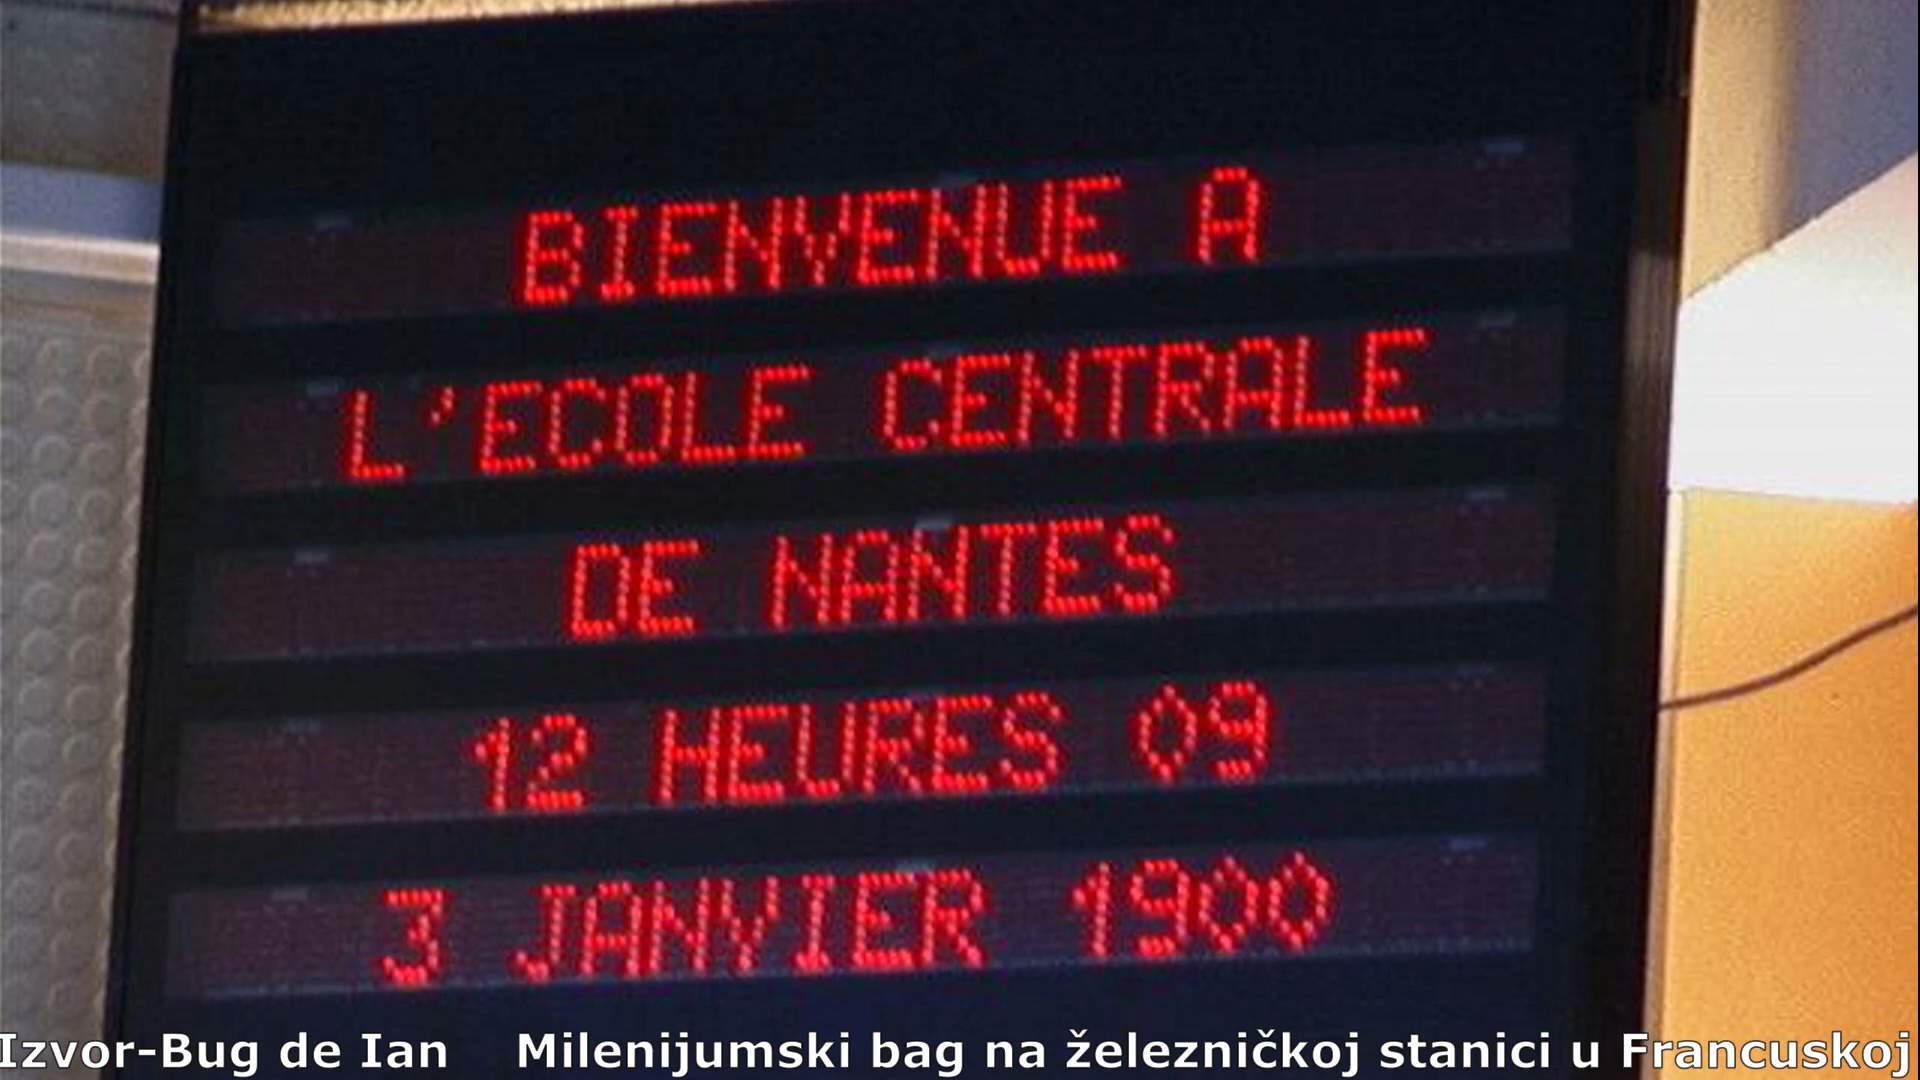 BIENVENUE A
L'ECOLE CENTRALE
DE NANTES
12 HEURES 09
3 JANVIER 1900
Izvor-Bug de Ian Milenijumski bag na železničkoj stanici u Francuskoj